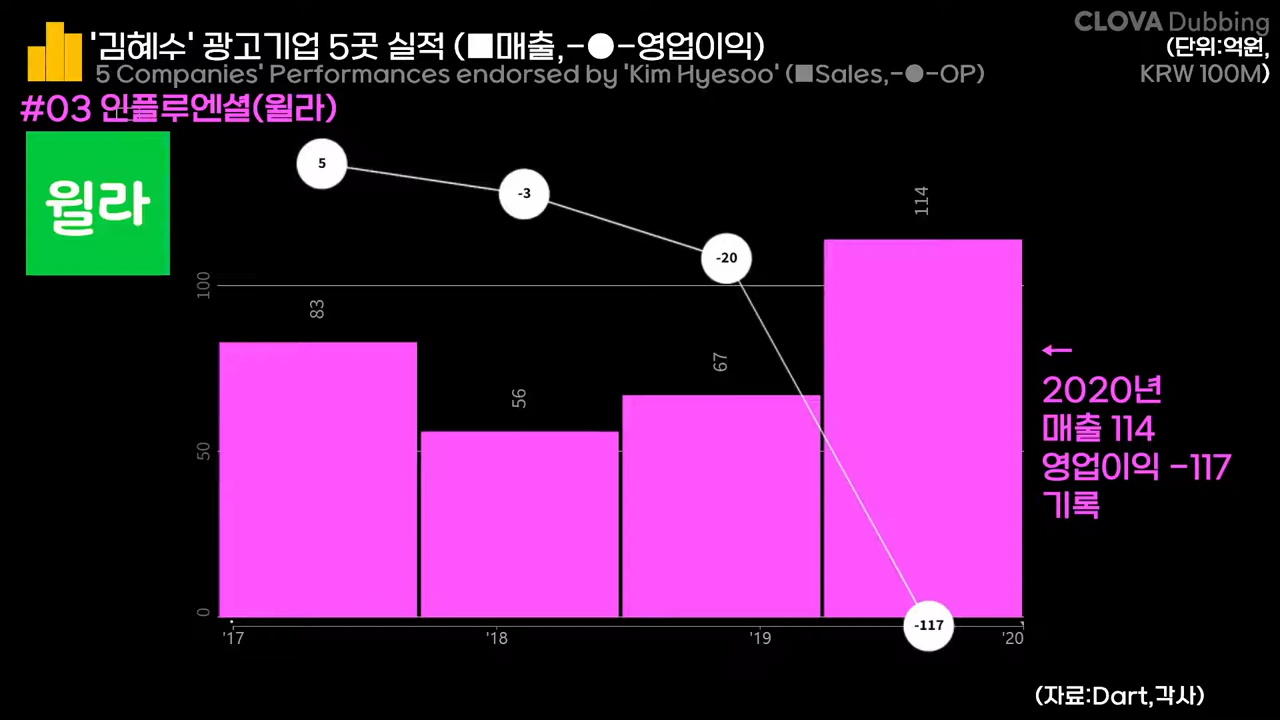 CLOVA Dubbing
'김혜수' 광고기업 5곳 실적 (■매출,-●-영업이익)
(단위:억원,
5 Companies' Performances endorsed by 'Kim Hyesoo' (■Sales,-●-OP)
KRW 100M)
#03 인플루엔셜(윌라)
윌라
5
-3
-20
-117
114
83
56
67
100
50
0
←
2020년
매출 114
영업이익 -117
기록
'17
'18
'19
'20
(자료:Dart,각사)